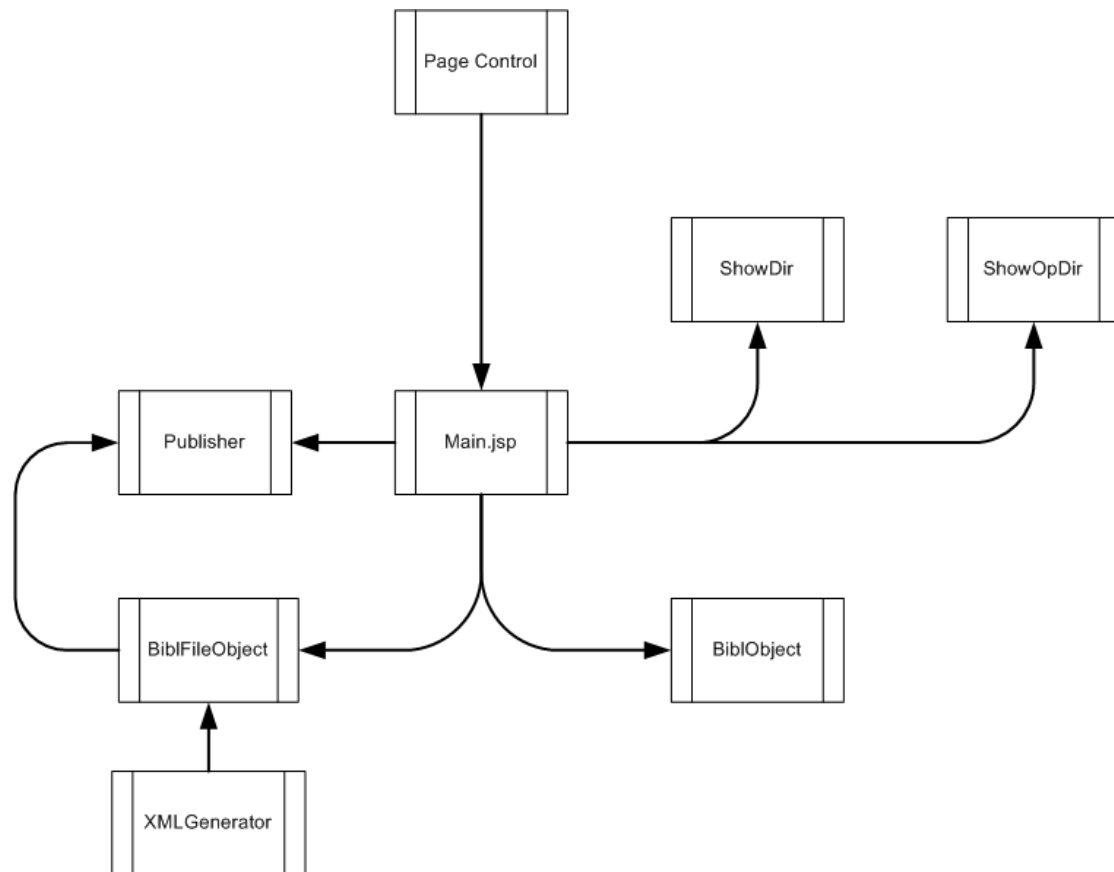 Page Control
ShowDir
ShowOpDir
Publisher
Main.jsp
BiblFileObject
BiblObject
XMLGenerator